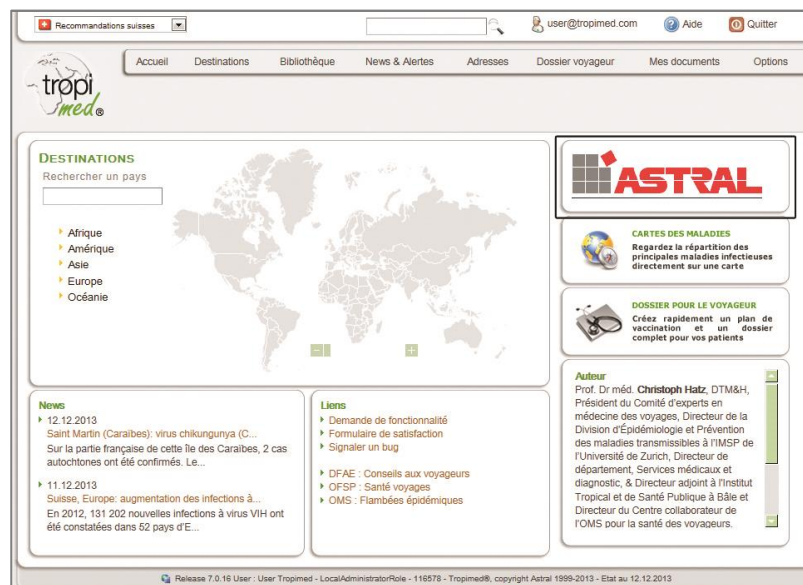 Recommandations suisses
user@tropimed.com
Aide
Quitter
tropi
med®
Accueil
Destinations
Bibliothèque
News & Alertes
Adresses
Dossier voyageur
Mes documents
Options
DESTINATIONS
Rechercher un pays
Afrique
Amérique
Asie
Europe
Océanie
ASTRAL
CARTES DES MALADIES
Regardez la répartition des
principales maladies infectieuses
directement sur une carte
DOSSIER POUR LE VOYAGEUR
Créez rapidement un plan de
vaccination et un dossier
complet pour vos patients
News
12.12.2013
Saint Martin (Caraïbes): virus chikungunya (C...
Sur la partie française de cette île des Caraïbes, 2 cas
autochtones ont été confirmés. Le...
11.12.2013
Suisse, Europe: augmentation des infections à...
En 2012, 131 202 nouvelles infections à virus VIH ont
été constatées dans 52 pays d'E...
Liens
Demande de fonctionnalité
Formulaire de satisfaction
Signaler un bug
DFAE : Conseils aux voyageurs
OFSP : Santé voyages
OMS : Flambées épidémiques
Auteur
Prof. Dr méd. Christoph Hatz, DTM&H,
Président du Comité d'experts en
médecine des voyages, Directeur de la
Division d'Épidémiologie et Prévention
des maladies transmissibles à l'IMSP de
l'Université de Zurich, Directeur de
département, Services médicaux et
diagnostic, & Directeur adjoint à l'Institut
Tropical et de Santé Publique à Bâle et
Directeur du Centre collaborateur de
l'OMS pour la santé des voyageurs.
Release 7.0.16 User : User Tropimed - LocalAdministratorRole - 116578 - Tropimed®, copyright Astral 1999-2013 - Etat au 12.12.2013